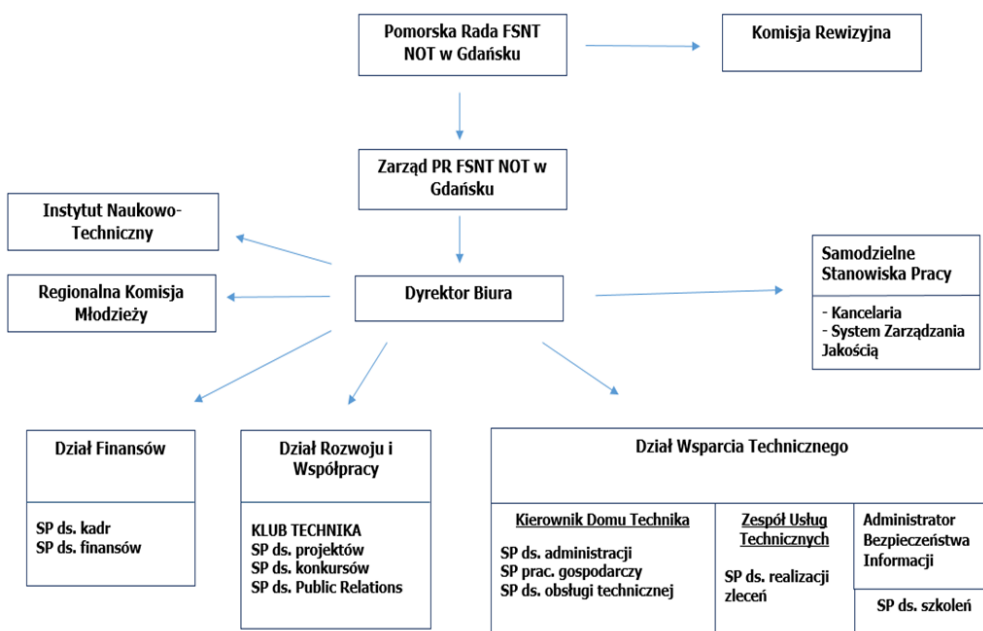 Pomorska Rada FSNT
NOT w Gdańsku
Komisja Rewizyjna
Zarząd PR FSNT NOT w
Gdańsku
Instytut Naukowo-
Techniczny
Regionalna Komisja
Młodzieży
Dyrektor Biura
Samodzielne
Stanowiska Pracy
- Kancelaria
- System Zarządzania
Jakością
Dział Finansów
SP ds. kadr
SP ds. finansów
Dział Rozwoju i
Współpracy
KLUB TECHNIKA
SP ds. projektów
SP ds. konkursów
SP ds. Public Relations
Dział Wsparcia Technicznego
Kierownik Domu Technika
SP ds. administracji
SP prac. gospodarczy
SP ds. obsługi technicznej
Zespół Usług
Technicznych
SP ds. realizacji
zleceń
Administrator
Bezpieczeństwa
Informacji
SP ds. szkoleń